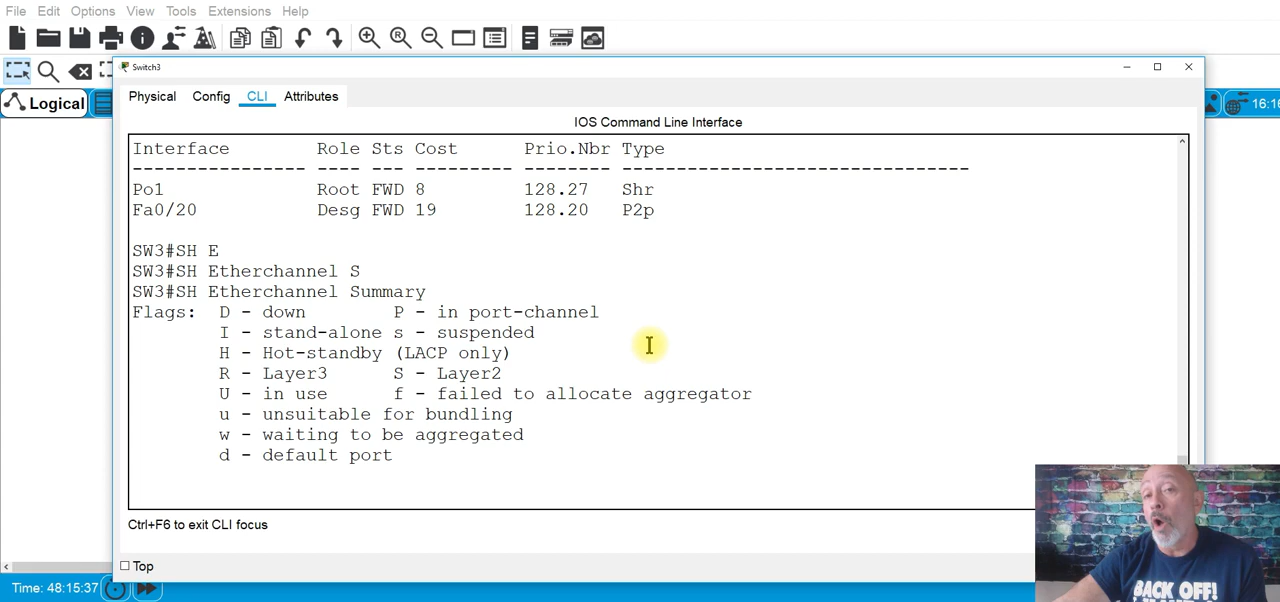 File Edit Options View Tools Extensions Help
Switch3
Logical
16:16
Physical Config CLI Attributes
IOS Command Line Interface
Interface Role Sts Cost Prio.Nbr Type
---------------- ---- --- --------- -------- --------------------------------
Po1 Root FWD 8 128.27 Shr
Fa0/20 Desg FWD 19 128.20 P2p
SW3#SH E
SW3#SH Etherchannel S
SW3#SH Etherchannel Summary
Flags: D - down P - in port-channel
I - stand-alone s - suspended
H - Hot-standby (LACP only)
R - Layer3 S - Layer2
U - in use f - failed to allocate aggregator
u - unsuitable for bundling
w - waiting to be aggregated
d - default port
Ctrl+F6 to exit CLI focus
Top
Time: 48:15:37
BACK OFF!